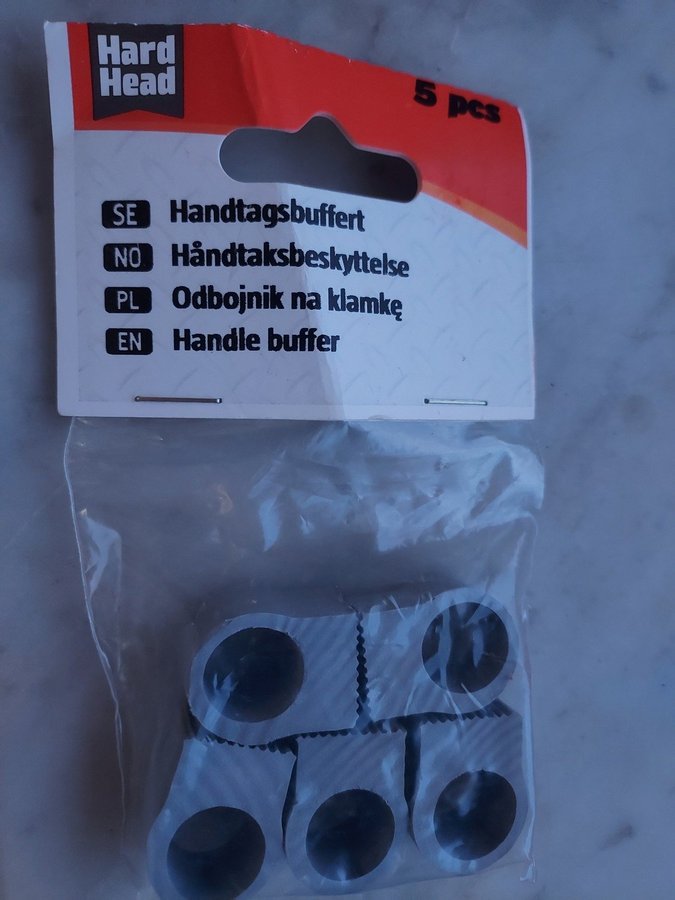 Hard
Head
5 pcs
SE Handtagsbuffert
NO Håndtaksbeskyttelse
PL Odbojnik na klamkę
EN Handle buffer